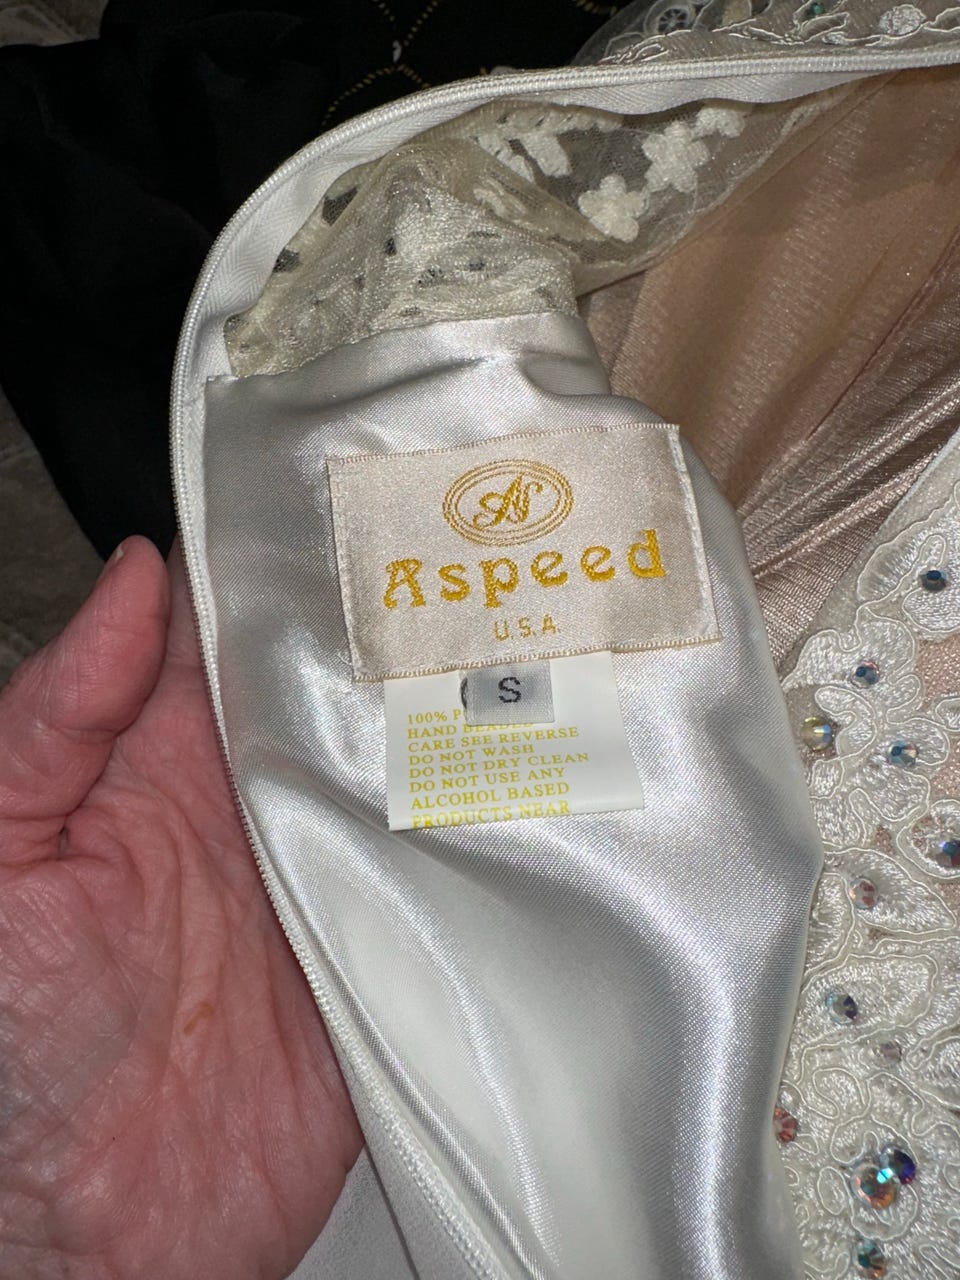 A
Aspeed
U.S.A.
S
100%
HAND BEADED
CARE SEE REVERSE
DO NOT WASH
DO NOT DRY CLEAN
DO NOT USE ANY
ALCOHOL BASED
PRODUCTS NEAR